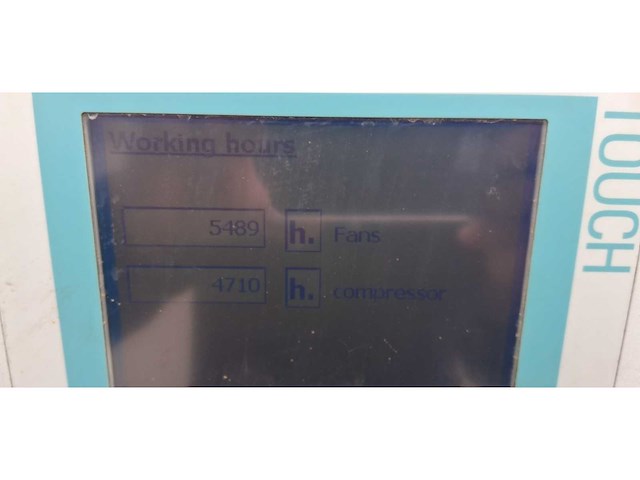 Working hours
5489 h. Fans
4710 h. compressor
TOUCH